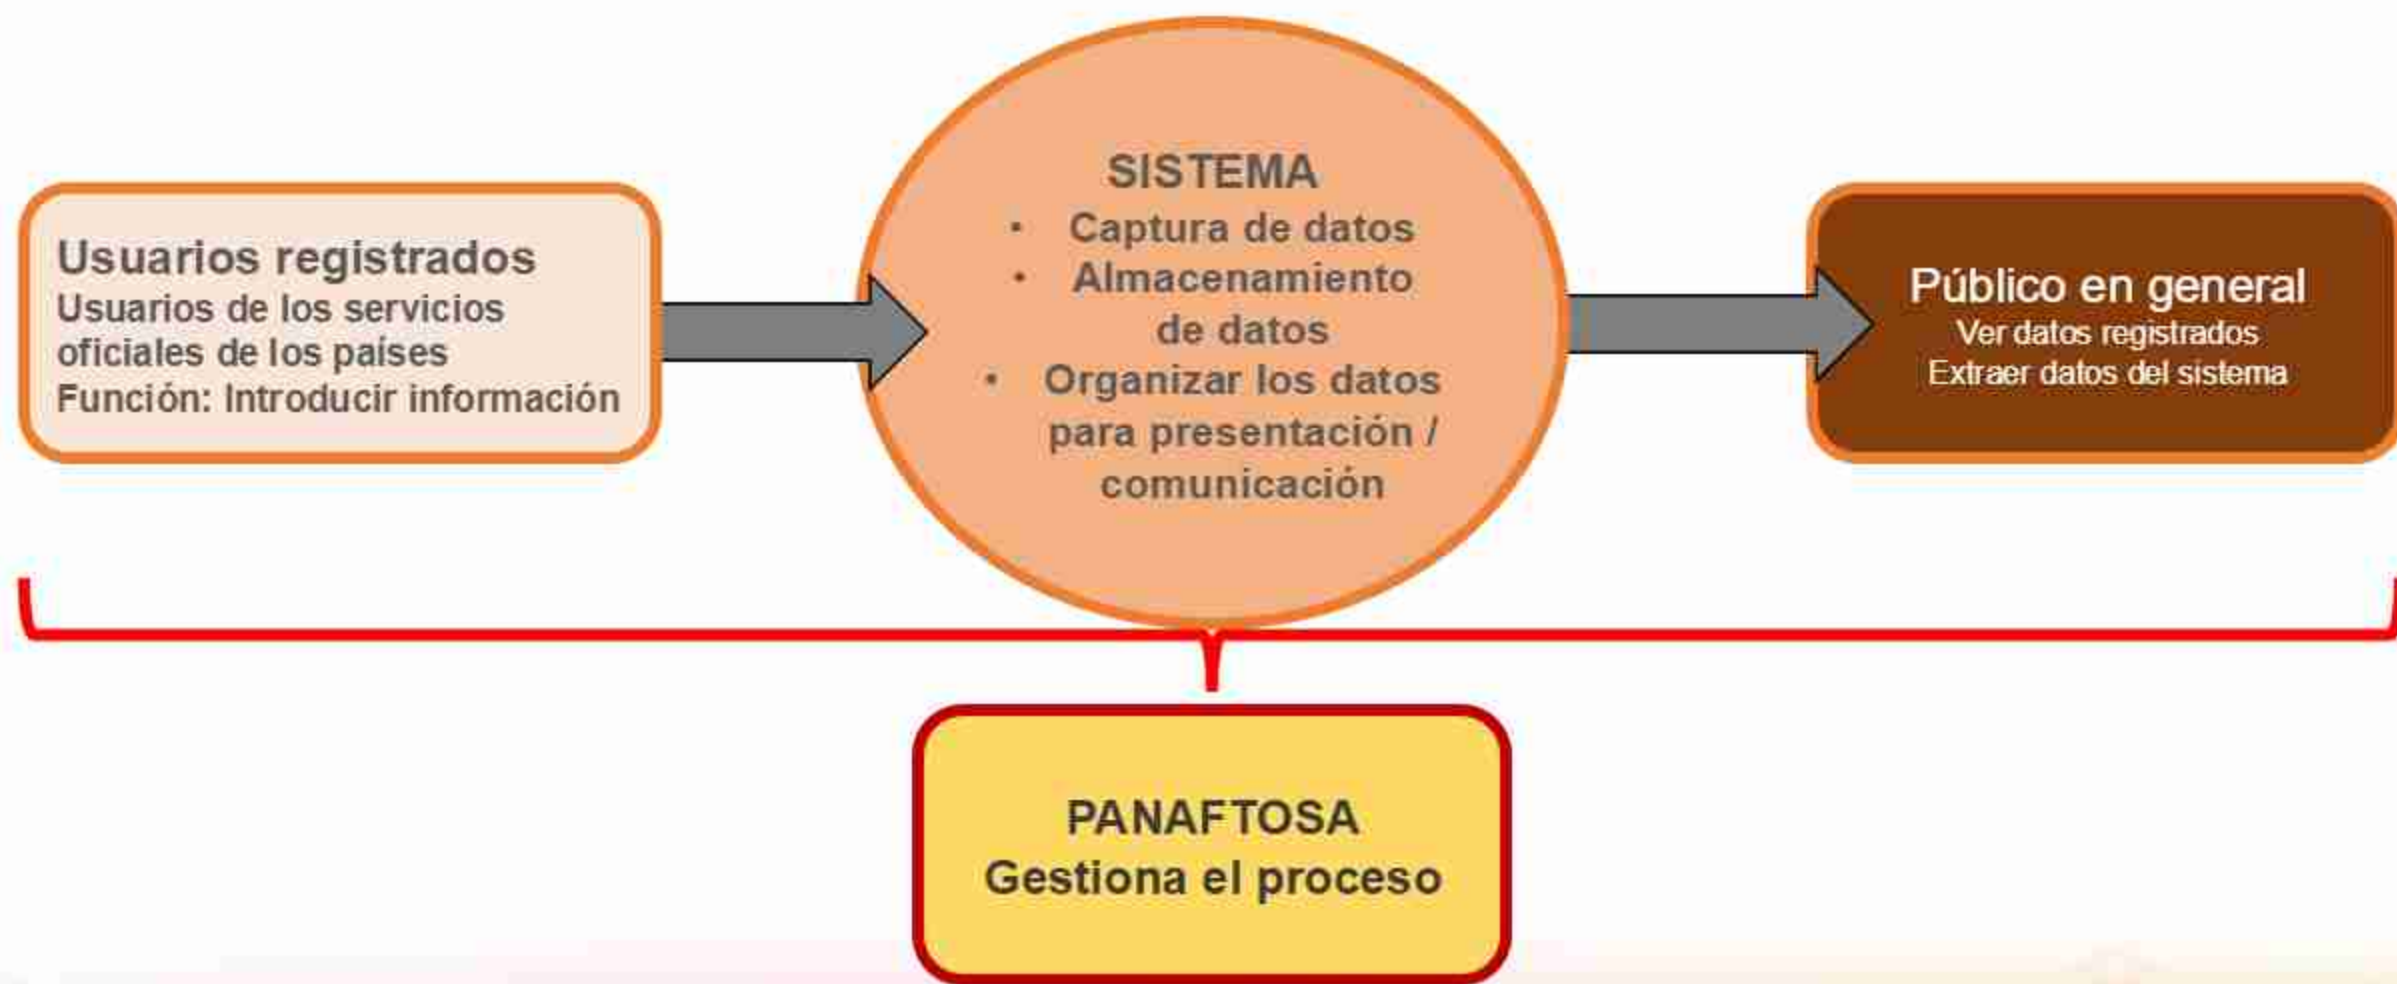 Usuarios registrados
Usuarios de los servicios
oficiales de los países
Función: Introducir información
SISTEMA
• Captura de datos
• Almacenamiento
de datos
• Organizar los datos
para presentación /
comunicación
Público en general
Ver datos registrados
Extraer datos del sistema
PANAFTOSA
Gestiona el proceso